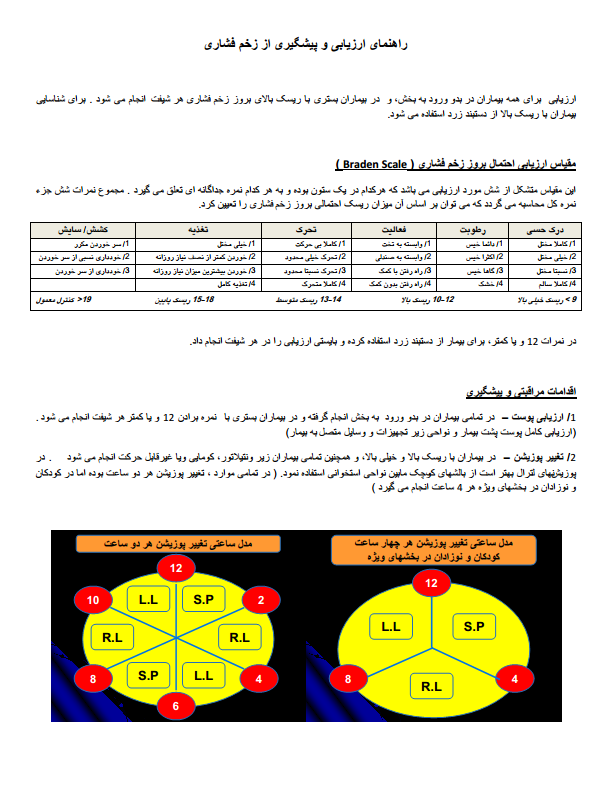 راهنمای ارزیابی و پیشگیری از زخم فشاری
ارزیابی برای همه بیماران در بدو ورود به بخش، و در بیماران بستری با ریسک بالای بروز زخم فشاری هر شیفت انجام می شود . برای شناسایی
بیماران با ریسک بالا از دستبند زرد استفاده می شود.
مقیاس ارزیابی احتمال بروز زخم فشاری ( Braden Scale )
این مقیاس متشکل از شش مورد ارزیابی می باشد که هرکدام در یک ستون بوده و به هر کدام نمره جداگانه ای تعلق می گیرد . مجموع نمرات شش جزء
نمره کل محاسبه می گردد که می توان بر اساس آن میزان ریسک احتمالی بروز زخم فشاری را تعیین کرد.
درک حسی رطوبت فعالیت تحرک تغذیه کشش/ سایش
1/ کاملا مختل 1/ دائما خیس 1/ وابسته به تخت 1/ کاملا بی حرکت 1/ خیلی مختل 1/ سر خوردن مکرر
2/ خیلی مختل 2/ اکثرا خیس 2/ وابسته به صندلی 2/ تحرک خیلی محدود 2/ خوردن کمتر از نصف نیاز روزانه 2/ خودداری نسبی از سر خوردن
3/ نسبتا مختل 3/ گاها خیس 3/ راه رفتن با کمک 3/ تحرک نسبتا محدود 3/ خوردن بیشترین میزان نیاز روزانه 3/ خودداری از سر خوردن
4/ کاملا سالم 4/ خشک 4/ راه رفتن بدون کمک 4/ کاملا متحرک 4/ تغذیه کامل
9 > ریسک خیلی بالا 12-10 ریسک بالا 14-13 ریسک متوسط 18-15 ریسک پایین 19< کنترل معمول
در نمرات 12 و یا کمتر، برای بیمار از دستبند زرد استفاده کرده و بایستی ارزیابی را در هر شیفت انجام داد.
اقدامات مراقبتی و پیشگیری
1/ ارزیابی پوست – در تمامی بیماران در بدو ورود به بخش انجام گرفته و در بیماران بستری با نمره برادن 12 و یا کمتر هر شیفت انجام می شود .
(ارزیابی کامل پوست پشت بیمار و نواحی زیر تجهیزات و وسایل متصل به بیمار)
2/ تغییر پوزیشن – در بیماران با ریسک بالا و خیلی بالا، و همچنین تمامی بیماران زیر ونتیلاتور، کومایی ویا غیرقابل حرکت انجام می شود . در
پوزیشنهای لترال بهتر است از بالشهای کوچک مابین نواحی استخوانی استفاده نمود. ( در تمامی موارد ، تغییر پوزیشن هر دو ساعت بوده اما در کودکان
و نوزادان در بخشهای ویژه هر 4 ساعت انجام می گیرد )
مدل ساعتی تغییر پوزیشن هر چهار ساعت
کودکان و نوزادان در بخشهای ویژه
12
L.L S.P
8 R.L 4
مدل ساعتی تغییر پوزیشن هر دو ساعت
12
10 L.L S.P 2
R.L R.L
8 S.P L.L 4
6